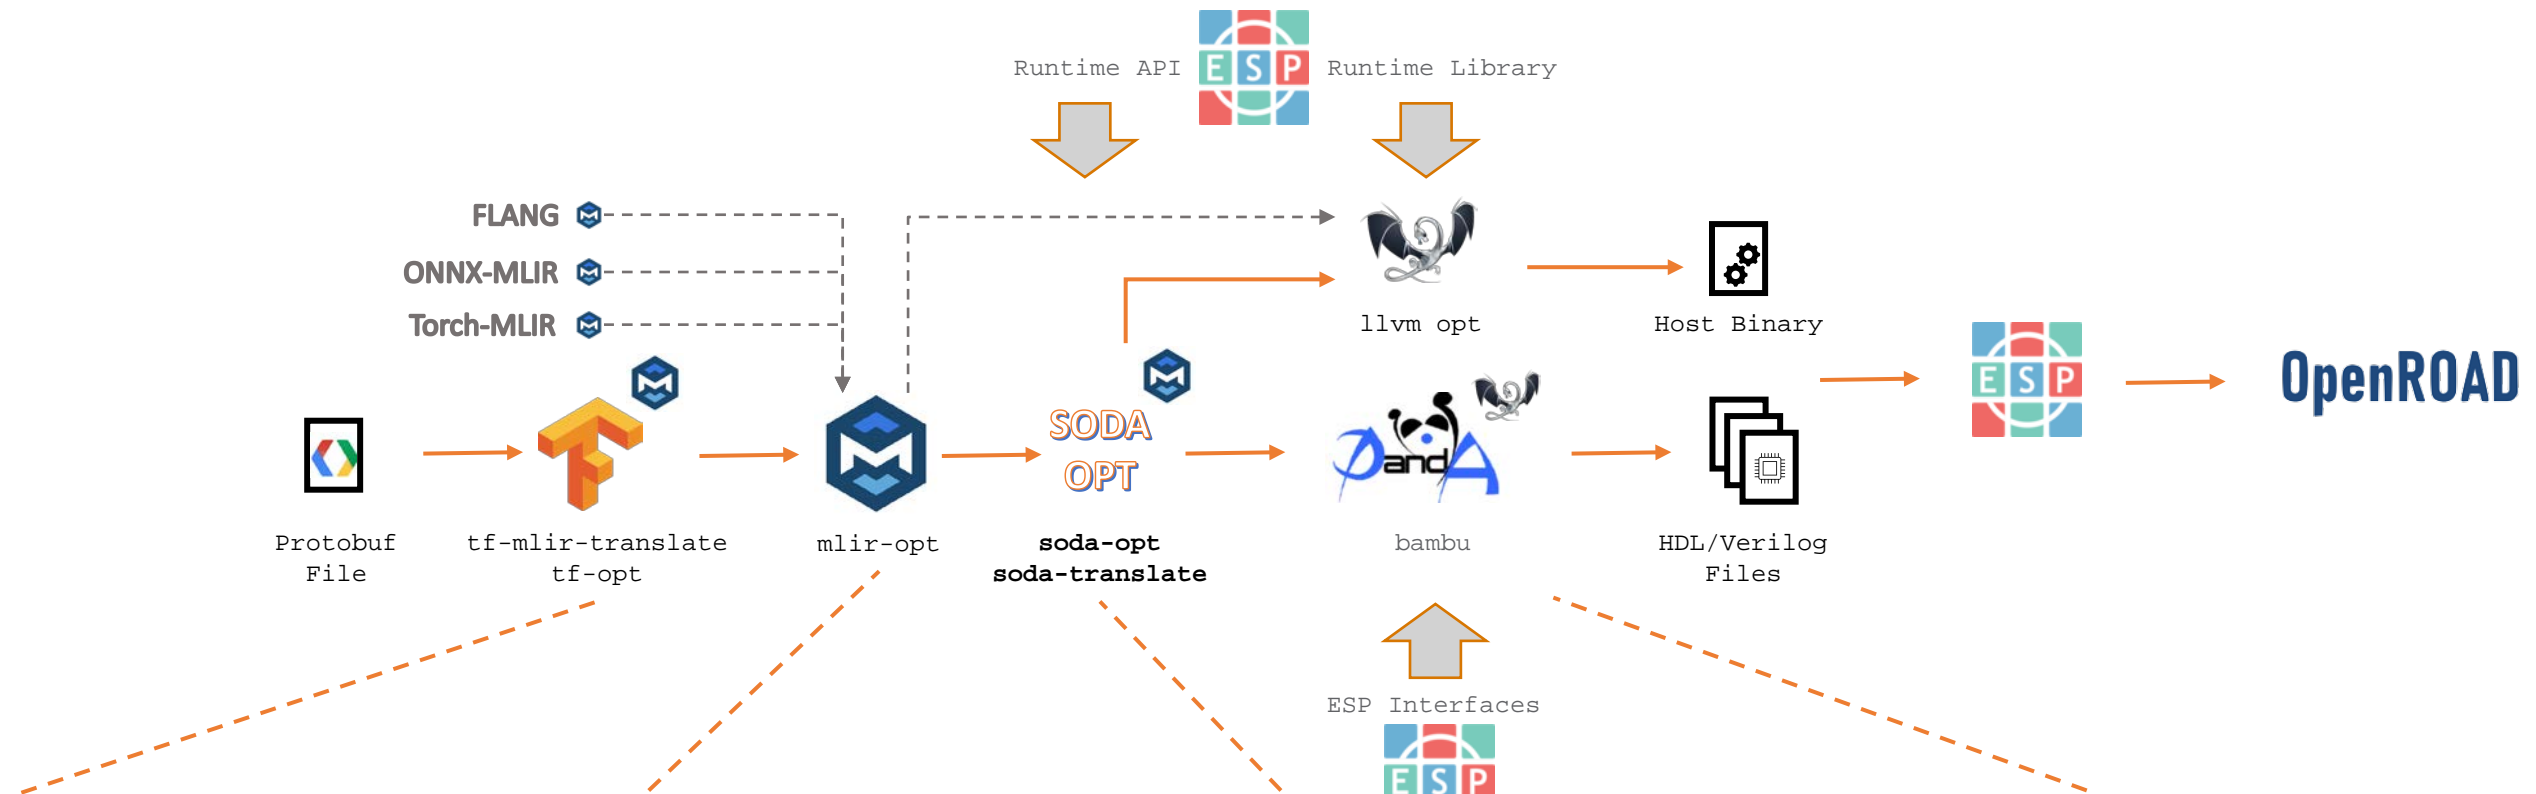 Runtime API
ESP
Runtime Library
FLANG
ONNX-MLIR
Torch-MLIR
llvm opt
Host Binary
ESP
OpenROAD
SODA
OPT
PandA
Protobuf
File
tf-mlir-translate
tf-opt
mlir-opt
soda-opt
soda-translate
bambu
HDL/Verilog
Files
ESP Interfaces
ESP